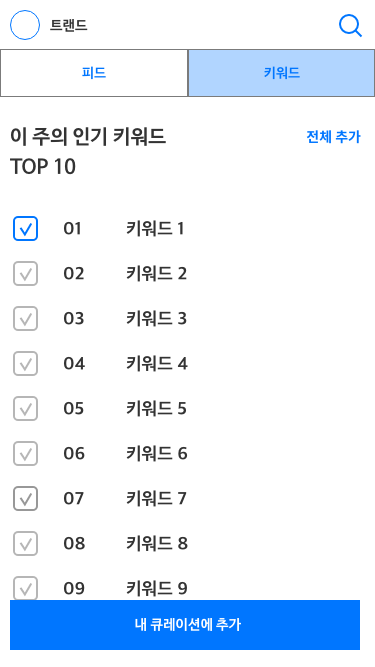 트랜드
피드
키워드
이 주의 인기 키워드
전체 추가
TOP 10
01 키워드 1
02 키워드 2
03 키워드 3
04 키워드 4
05 키워드 5
06 키워드 6
07 키워드 7
08 키워드 8
09 키워드 9
내 큐레이션에 추가